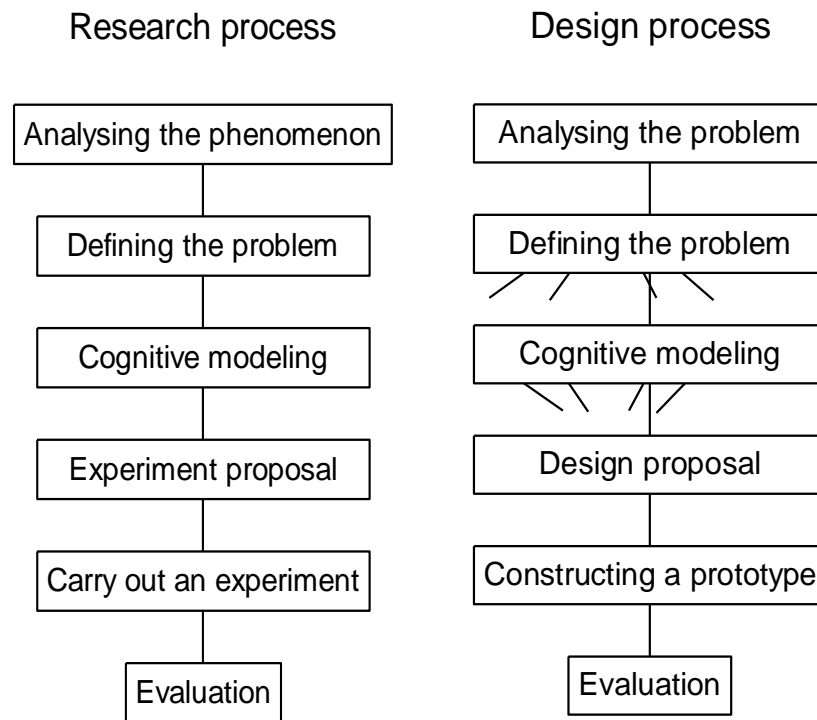 Research process
Analysing the phenomenon
Defining the problem
Cognitive modeling
Experiment proposal
Carry out an experiment
Evaluation
Design process
Analysing the problem
Defining the problem
Cognitive modeling
Design proposal
Constructing a prototype
Evaluation